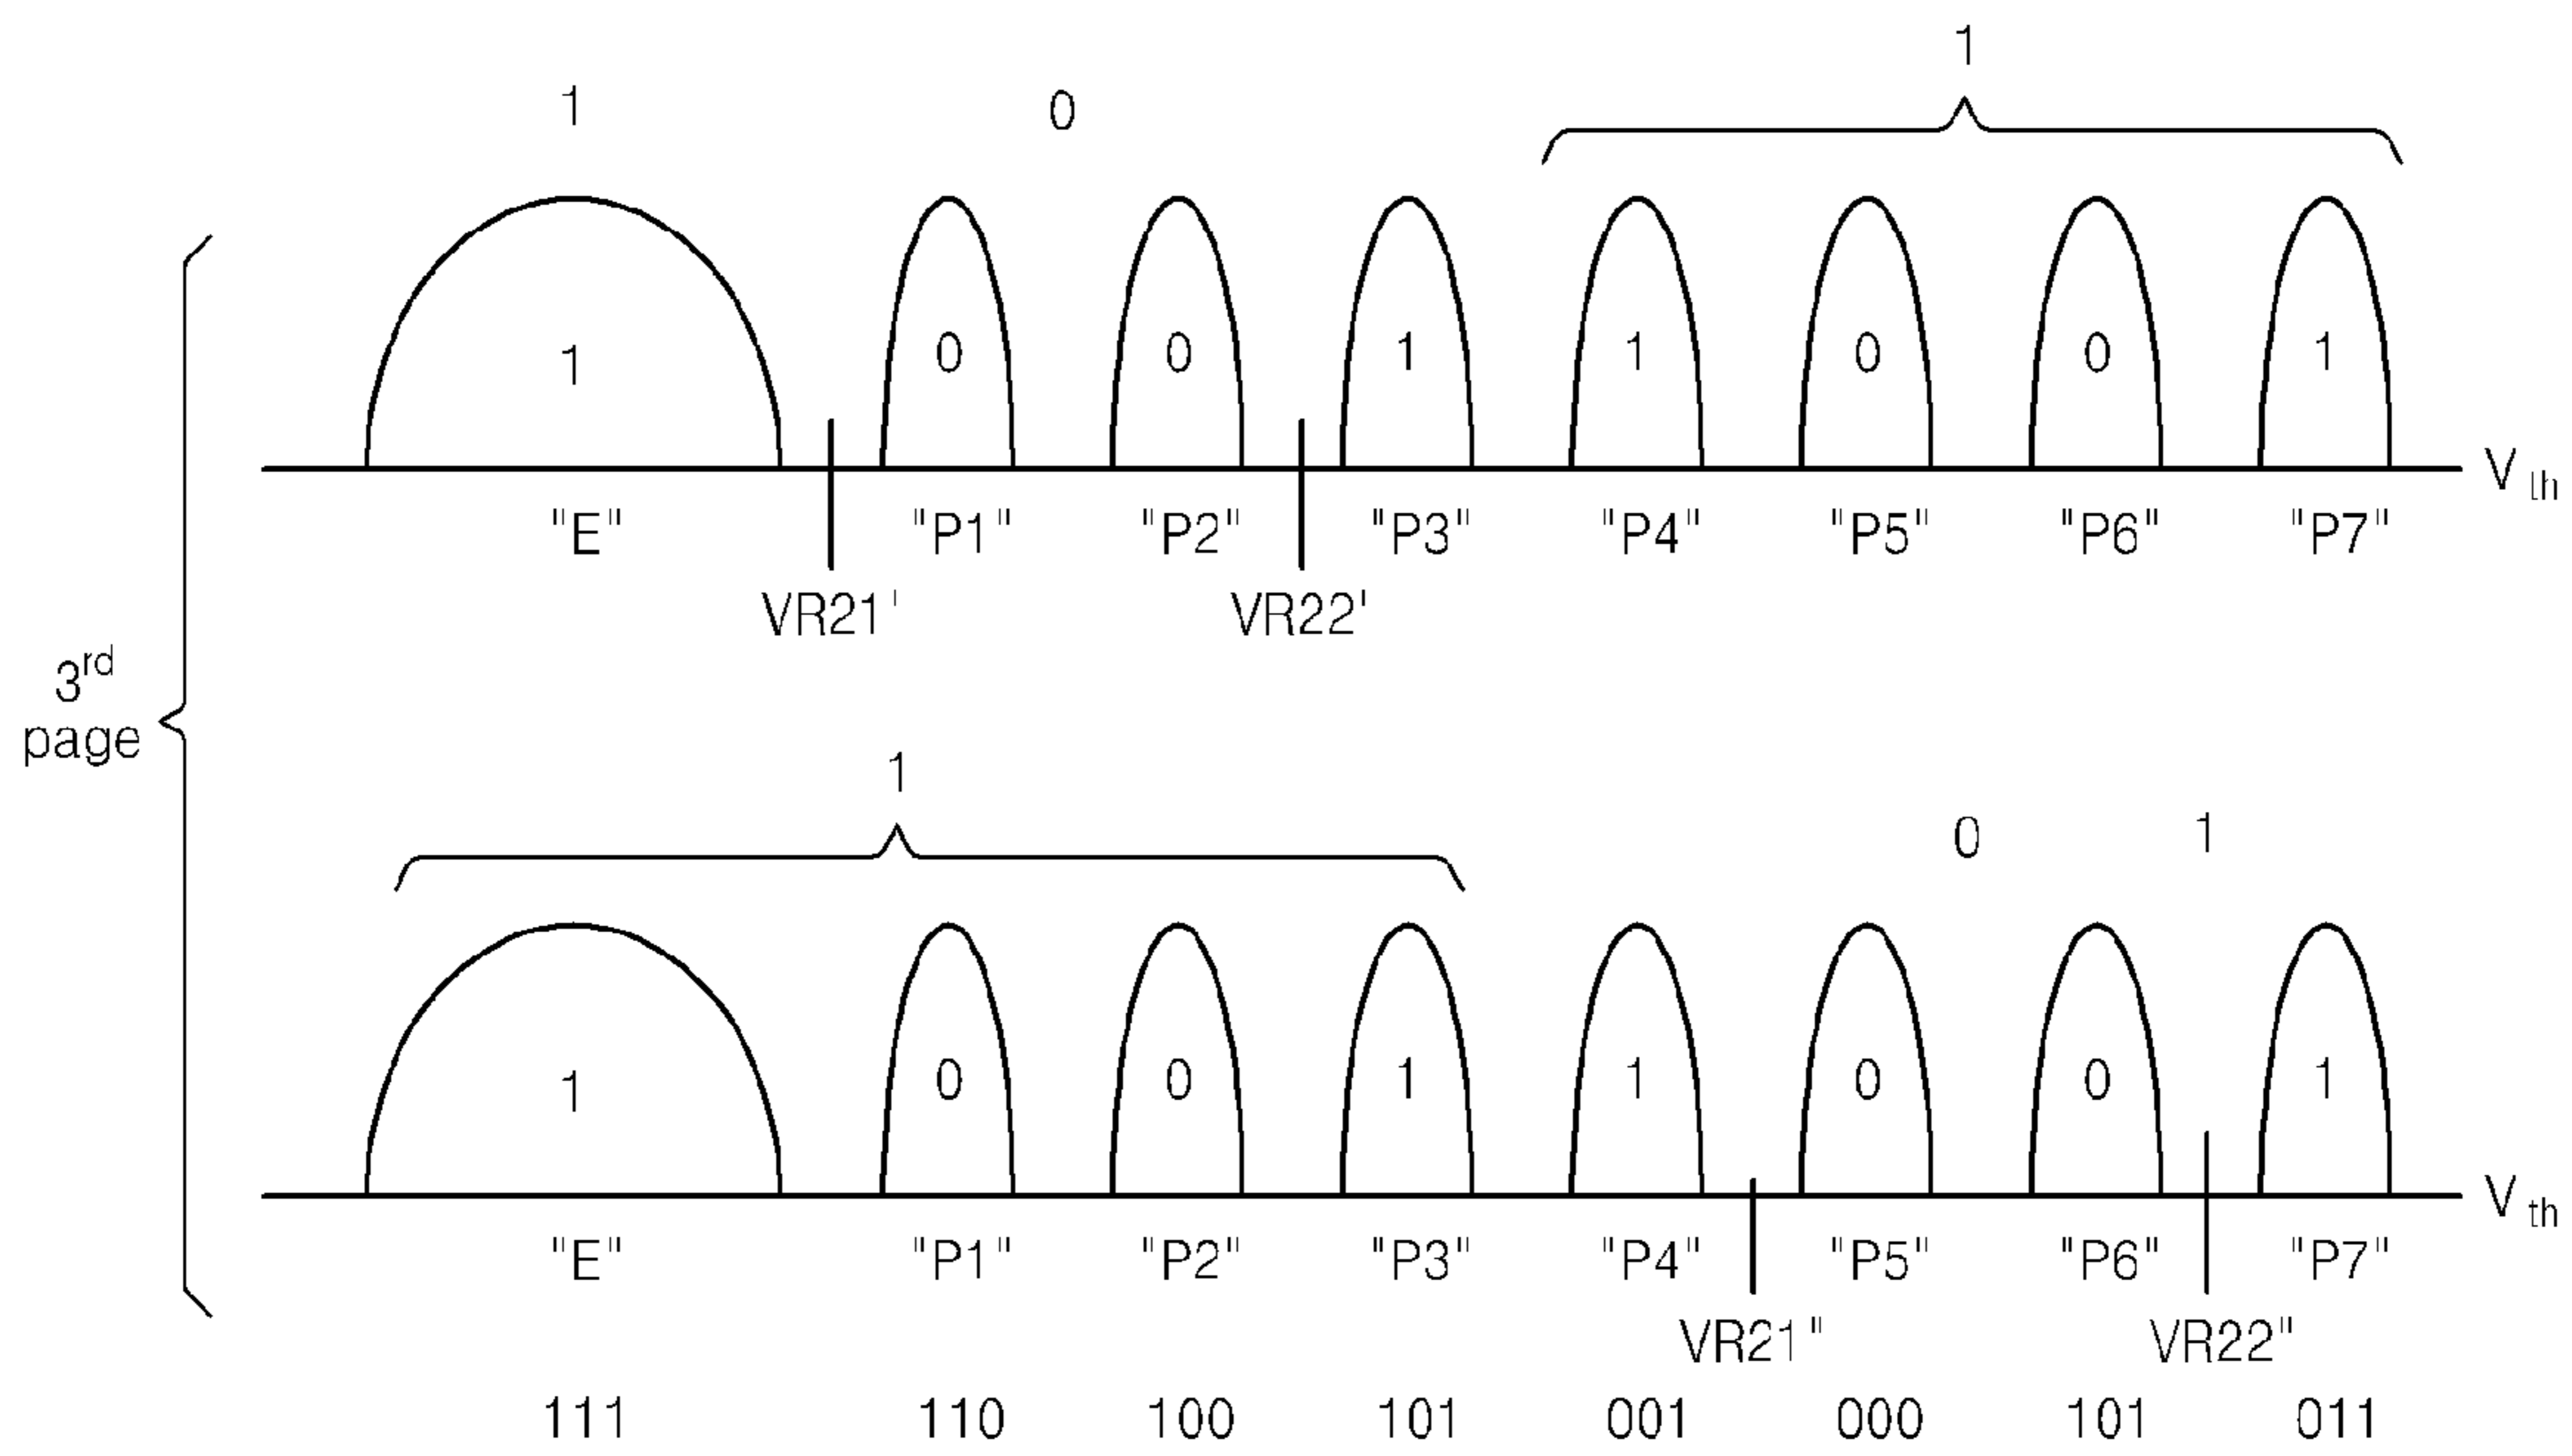 1
1 0
1 0 0 1 1 0 0 1
Vth
"E" "P1" "P2" "P3" "P4" "P5" "P6" "P7"
VR21' VR22'
3rd
page
1
0 1
1 0 0 1 1 0 0 1
Vth
"E" "P1" "P2" "P3" "P4" "P5" "P6" "P7"
VR21" VR22"
111 110 100 101 001 000 101 011